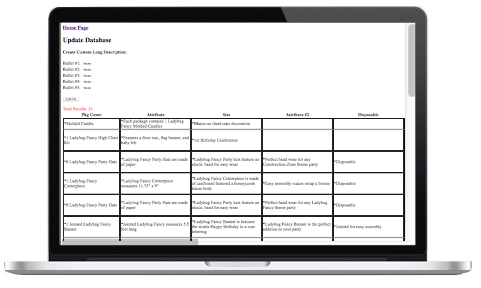 Home Page
Update Database
Create Custom Long Description:
Bullet #1:
Bullet #2:
Bullet #3:
Bullet #4:
Bullet #5:
Total Results: 24
Pkg Count: Attribute Size Attribute #2 Disposable
*Molded Candle
*Each package contains 1 Ladybug
Fancy Molded Candles
*Makes an ideal cake decoration
*1 Ladybug Fancy High Chair
Kit
*Features a floor mat, flag banner, and
baby bib
*1st Birthday Celebration
*8 Ladybug Fancy Party Hats
*Ladybug Fancy Party Hats are made
of paper
*Ladybug Fancy Party Hats feature an
elastic band for easy wear
*Perfect head wear for any
Construction Zone theme party
*Disposable
*1 Ladybug Fancy
Centerpiece
*Ladybug Fancy Centerpiece
measures 11.75" x 9"
*Ladybug Fancy Centerpiece is made
of cardboard featured a honeycomb
tissue body
*Easy assembly makes setup a breeze
*Disposable
*8 Ladybug Fancy Party Hats
*Ladybug Fancy Party Hats are made
of paper
*Ladybug Fancy Party Hats feature an
elastic band for easy wear
*Perfect head wear for any Ladybug
Fancy theme party
*Disposable
*1 Jointed Ladybug Fancy
Banner
*Jointed Ladybug Fancy measures 5.5
feet long
*Ladybug Fancy Banner is features
the words Happy Birthday in a cute
lettering
*Ladybug Fancy Banner is the perfect
addition to your party
*Jointed for easy assembly